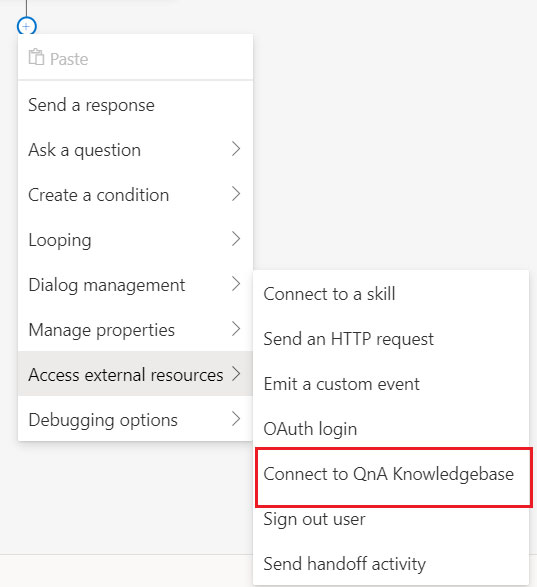 Paste
Send a response
Ask a question
Create a condition
Looping
Dialog management
Manage properties
Access external resources
Debugging options
Connect to a skill
Send an HTTP request
Emit a custom event
OAuth login
Connect to QnA Knowledgebase
Sign out user
Send handoff activity